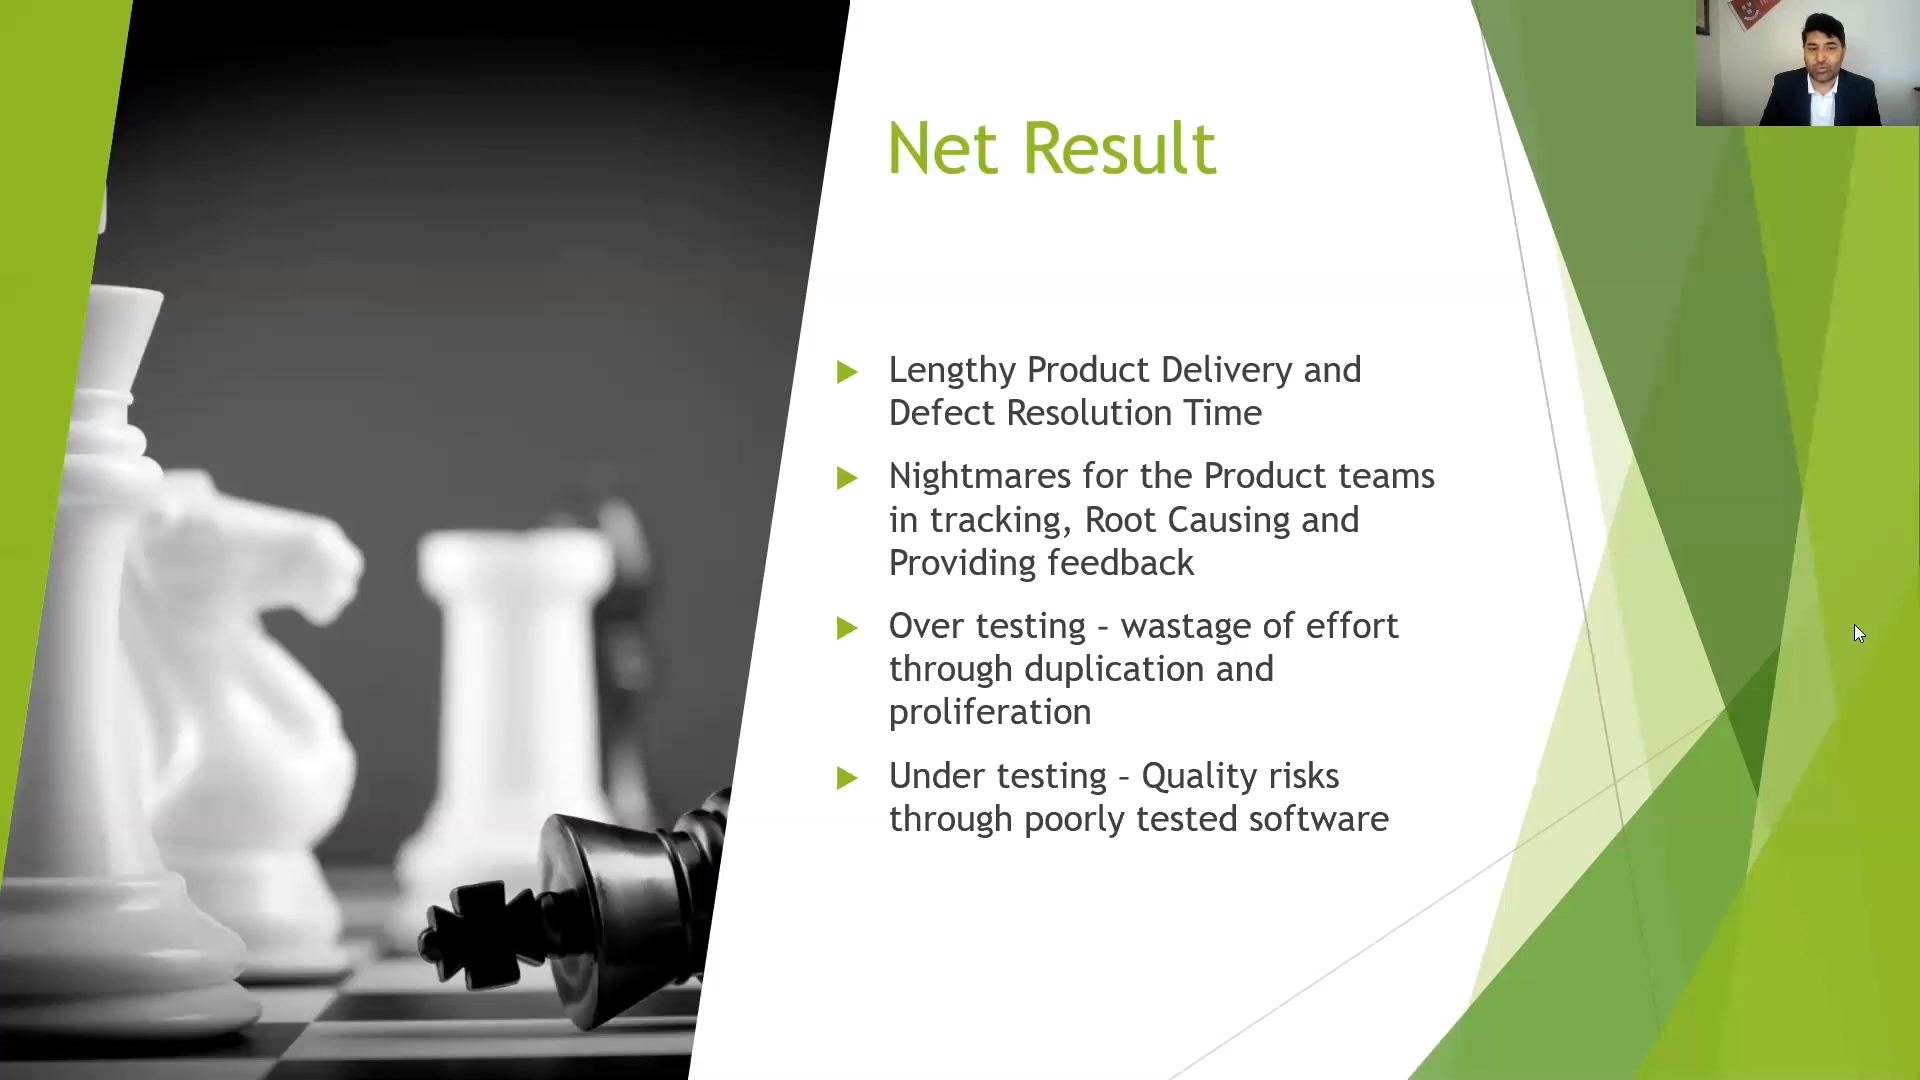 Net Result
Lengthy Product Delivery and
Defect Resolution Time
Nightmares for the Product teams
in tracking, Root Causing and
Providing feedback
Over testing – wastage of effort
through duplication and
proliferation
Under testing – Quality risks
through poorly tested software